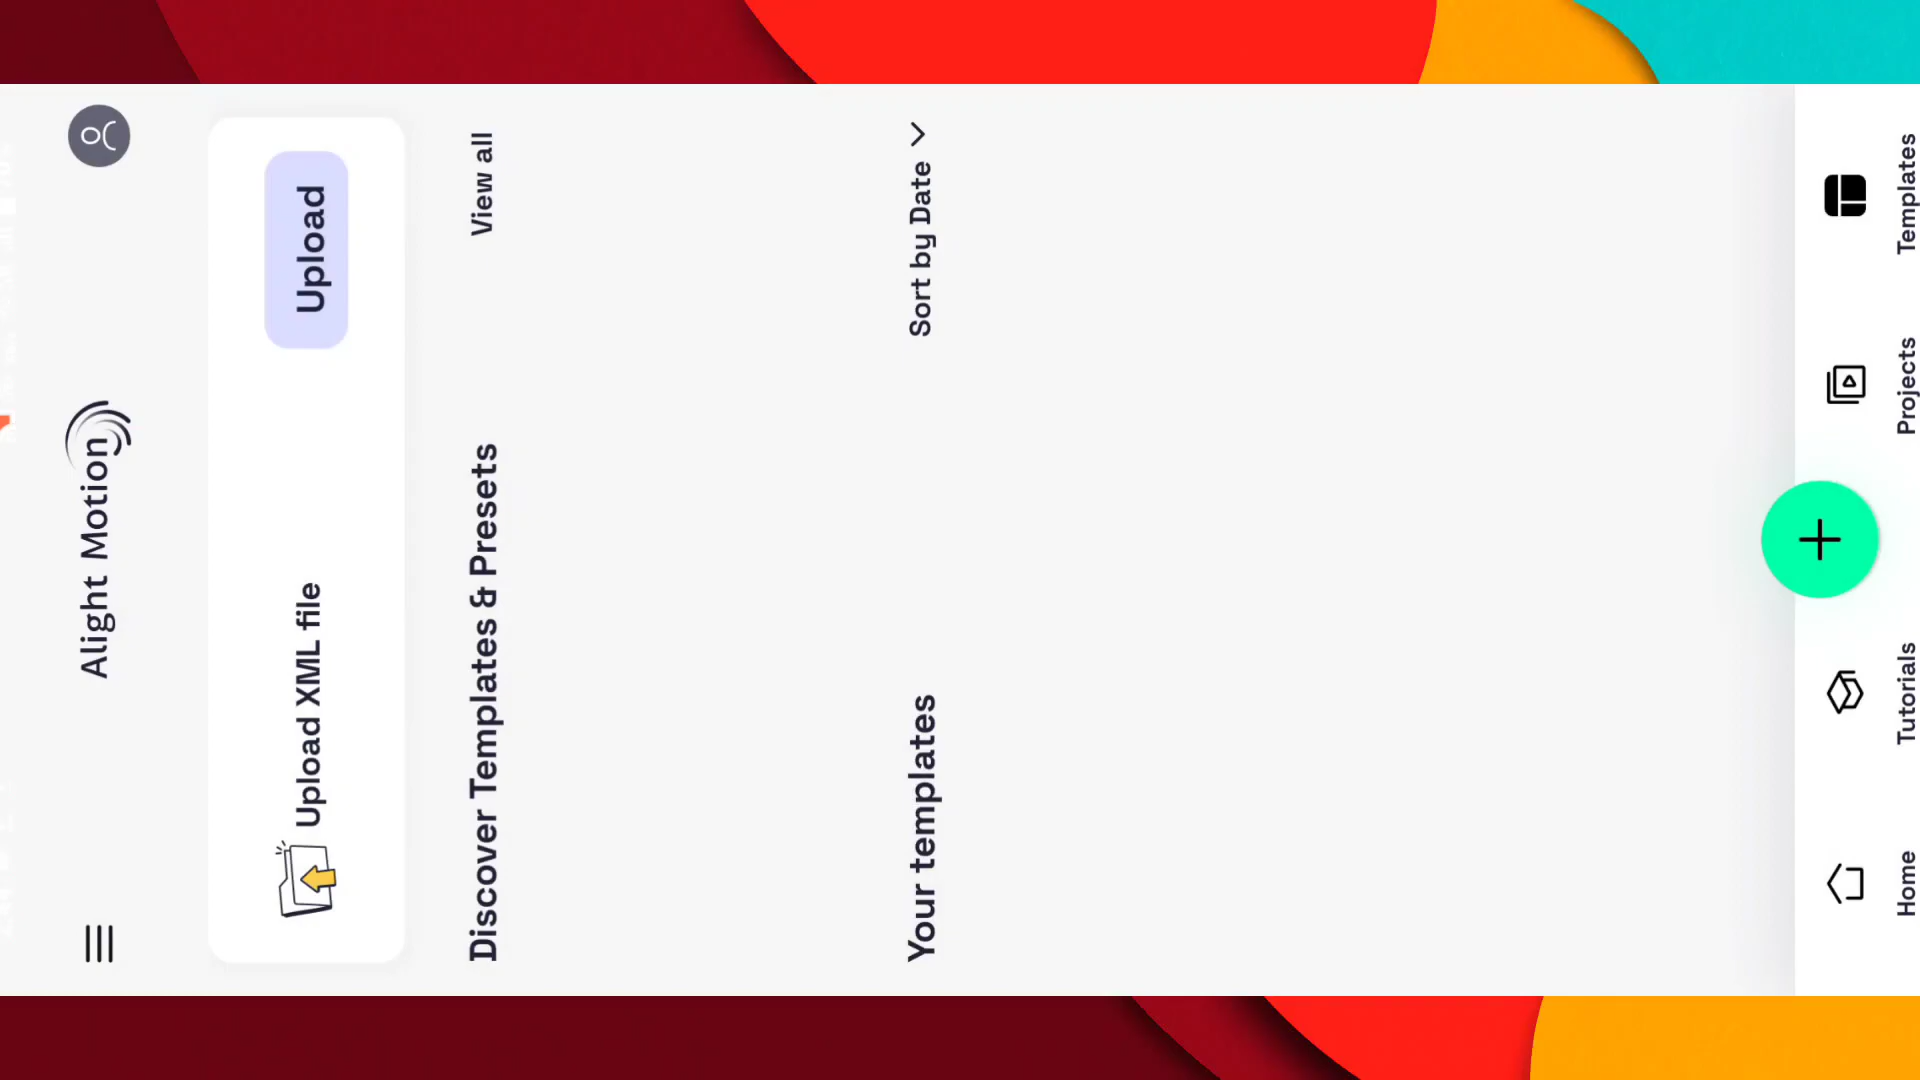 Alight Motion
Upload XML file
Upload
Discover Templates & Presets
View all
Your templates
Sort by Date
Home
Tutorials
Projects
Templates